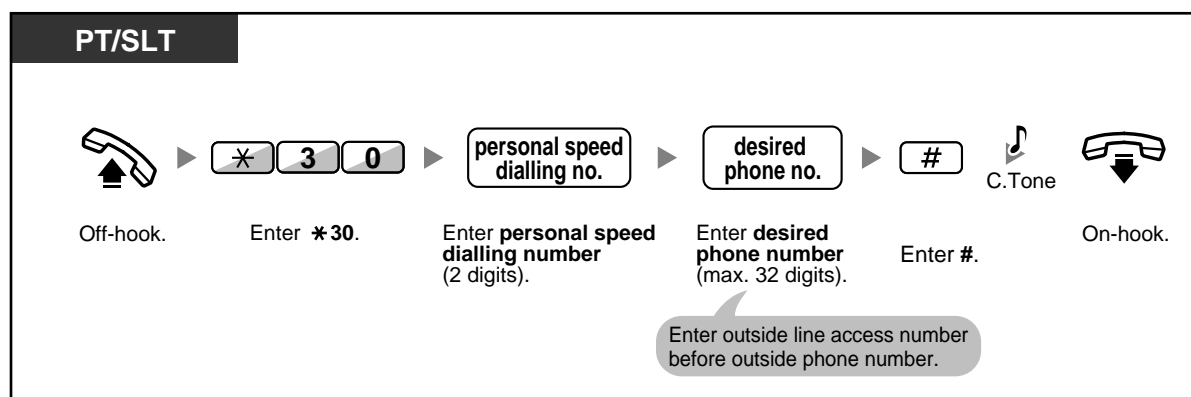 PT/SLT
* 3 0
personal speed
dialling no.
desired
phone no.
#
C.Tone
Off-hook.
Enter *30.
Enter personal speed
dialling number
(2 digits).
Enter desired
phone number
(max. 32 digits).
Enter #.
On-hook.
Enter outside line access number
before outside phone number.